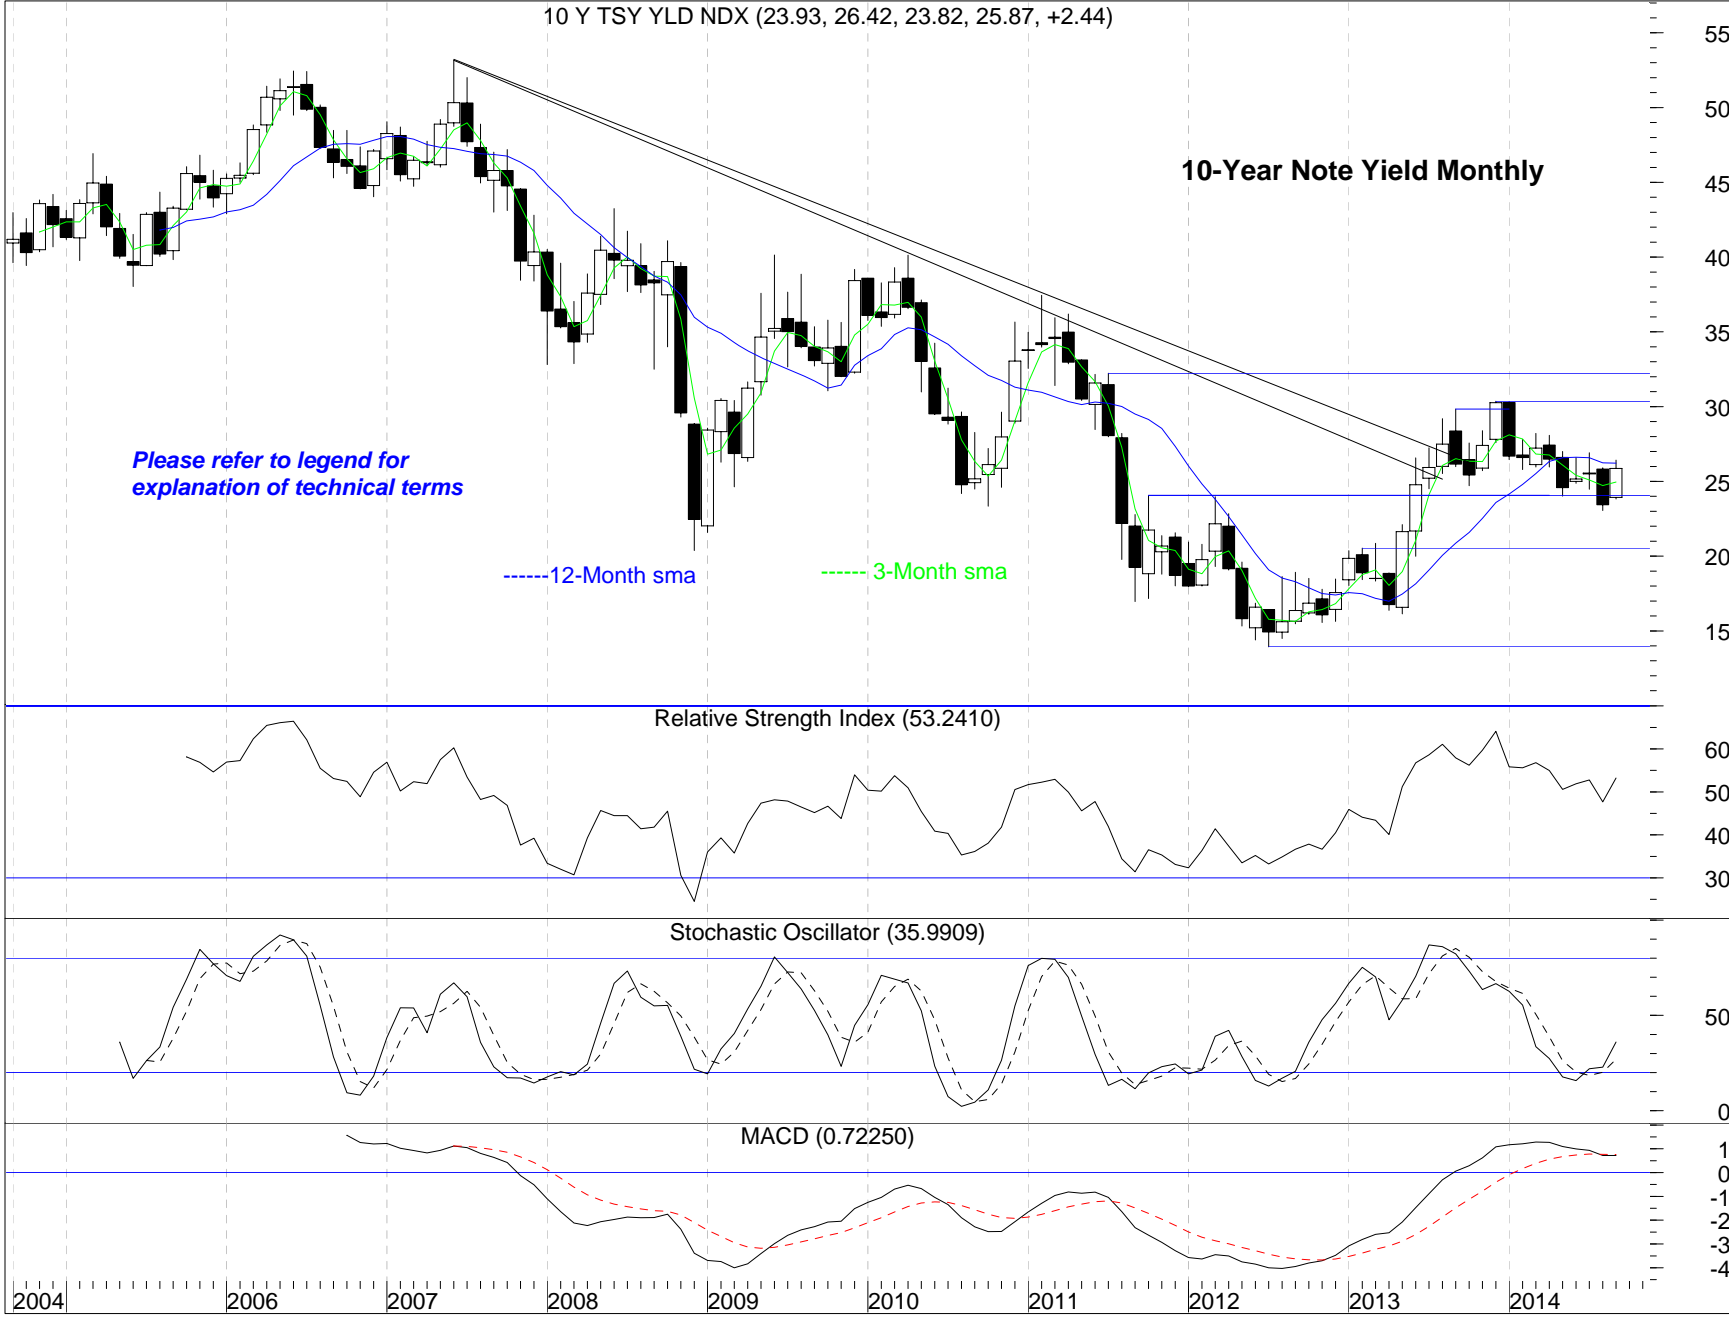 10 Y TSY YLD NDX (23.93, 26.42, 23.82, 25.87, +2.44)
55
50
10-Year Note Yield Monthly
45
40
35
30
Please refer to legend for
explanation of technical terms
25
20
------12-Month sma
------ 3-Month sma
15
Relative Strength Index (53.2410)
60
50
40
30
Stochastic Oscillator (35.9909)
50
0
MACD (0.72250)
1
0
-1
-2
-3
-4
2004 2006 2007 2008 2009 2010 2011 2012 2013 2014